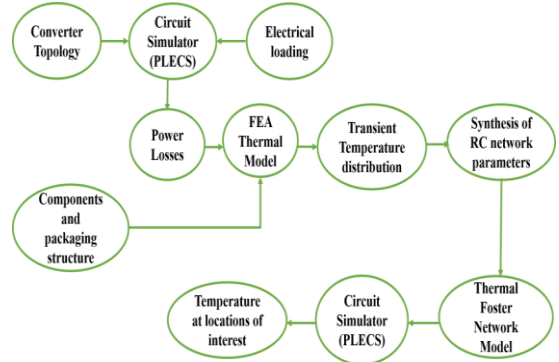 Converter
Topology
Circuit
Simulator
(PLECS)
Electrical
loading
Power
Losses
FEA
Thermal
Model
Transient
Temperature
distribution
Synthesis of
RC network
parameters
Components
and
packaging
structure
Temperature
at locations of
interest
Circuit
Simulator
(PLECS)
Thermal
Foster
Network
Model